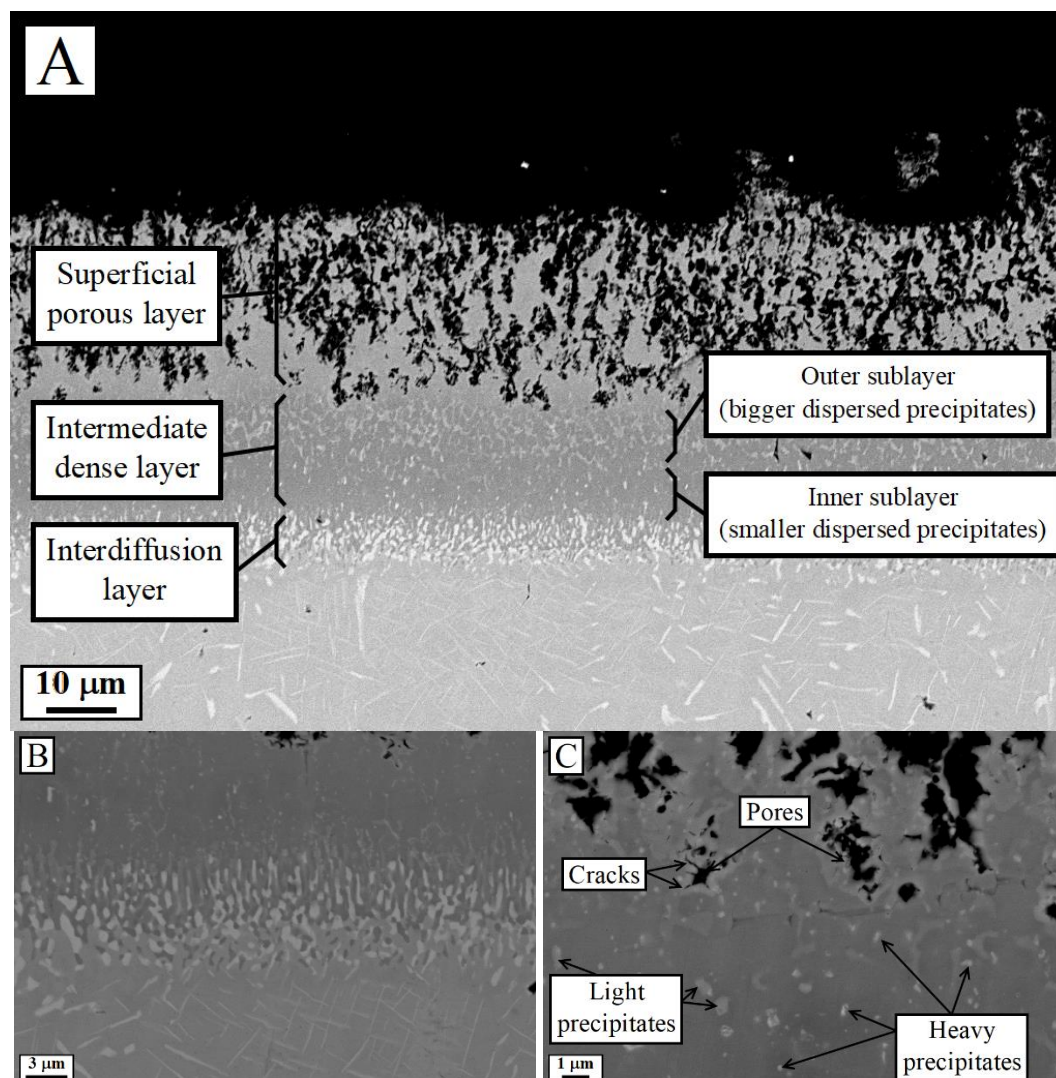 A
Superficial
porous layer
Outer sublayer
(bigger dispersed precipitates)
Intermediate
dense layer
Inner sublayer
(smaller dispersed precipitates)
Interdiffusion
layer
10 μm
B
3 μm
C
Pores
Cracks
Light
precipitates
Heavy
precipitates
1 μm